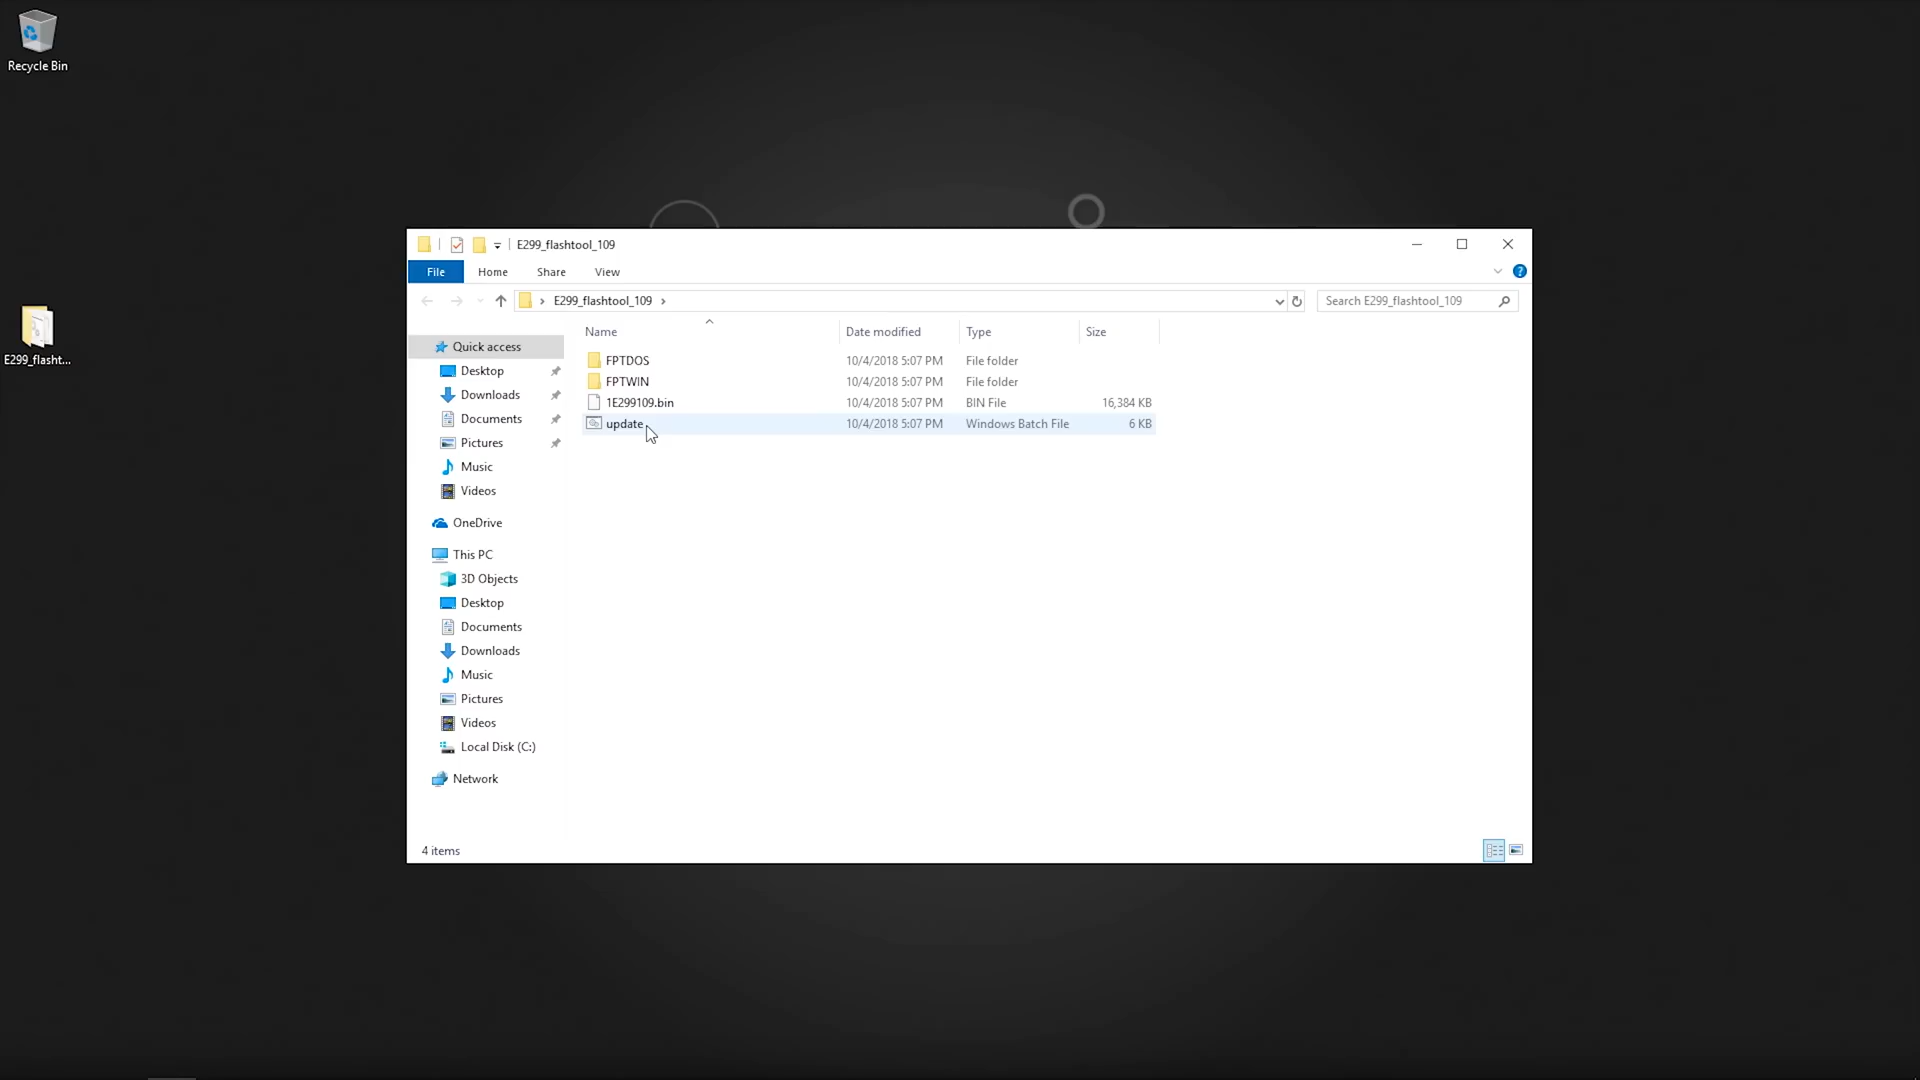 Recycle Bin
E299_flasht...
E299_flashtool_109
File Home Share View
E299_flashtool_109
Search E299_flashtool_109
Name Date modified Type Size
FPTDOS 10/4/2018 5:07 PM File folder
FPTWIN 10/4/2018 5:07 PM File folder
1E299109.bin 10/4/2018 5:07 PM BIN File 16,384 KB
update 10/4/2018 5:07 PM Windows Batch File 6 KB
Quick access
Desktop
Downloads
Documents
Pictures
Music
Videos
OneDrive
This PC
3D Objects
Desktop
Documents
Downloads
Music
Pictures
Videos
Local Disk (C:)
Network
4 items